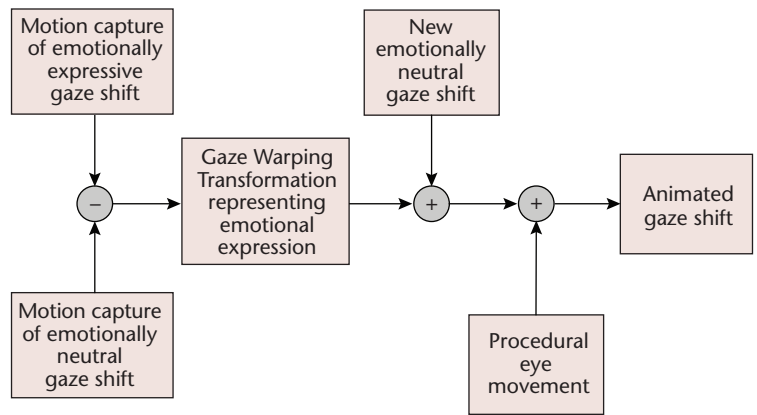 Motion capture
of emotionally
expressive
gaze shift
New
emotionally
neutral
gaze shift
Gaze Warping
Transformation
representing
emotional
expression
−
+
+
Animated
gaze shift
Motion capture
of emotionally
neutral
gaze shift
Procedural
eye
movement